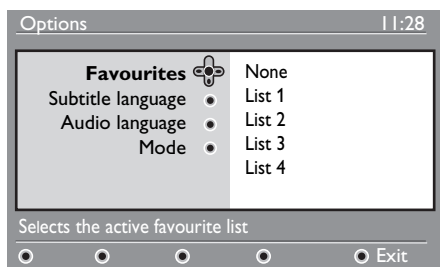 Options 11:28
Favourites None
Subtitle language List 1
Audio language List 2
Mode List 3
List 4
Selects the active favourite list
Exit